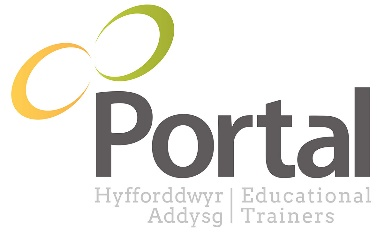 Portal
Hyfforddwyr | Educational
Addysg | Trainers